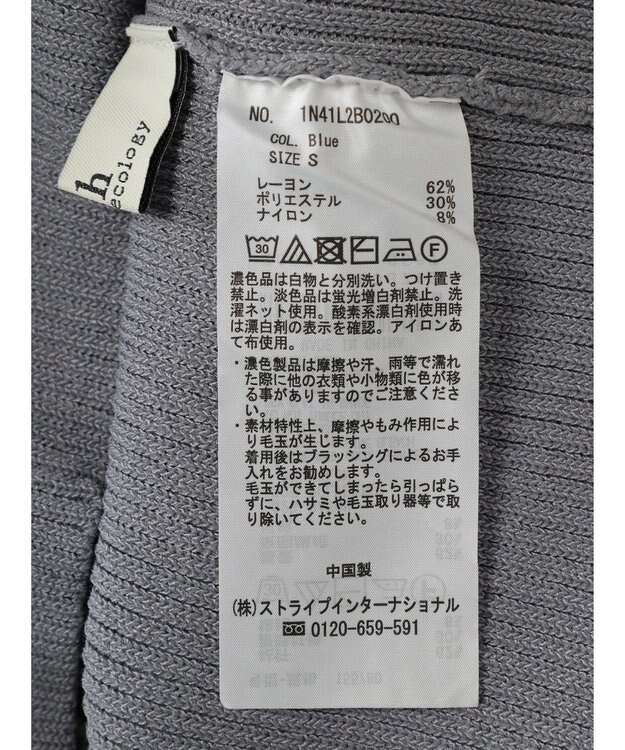 h
ecology
NO. 1N41L2B0200
COL. Blue
SIZE S
レーヨン 62%
ポリエステル 30%
ナイロン 8%
30 F
濃色品は白物と分別洗い。つけ置き
禁止。淡色品は蛍光増白剤禁止。洗
濯ネット使用。酸素系漂白剤使用時
は漂白剤の表示を確認。アイロンあ
て布使用。
・濃色製品は摩擦や汗、雨等で濡れ
た際に他の衣類や小物類に色が移
る事がありますのでご注意くださ
い。
・素材特性上、摩擦やもみ作用によ
り毛玉が生じます。
着用後はブラッシングによるお手
入れをお勧めします。
毛玉ができてしまったら引っぱら
ずに、ハサミや毛玉取り器等で取
り除いてください。
中国製
(株)ストライプインターナショナル
0120-659-591